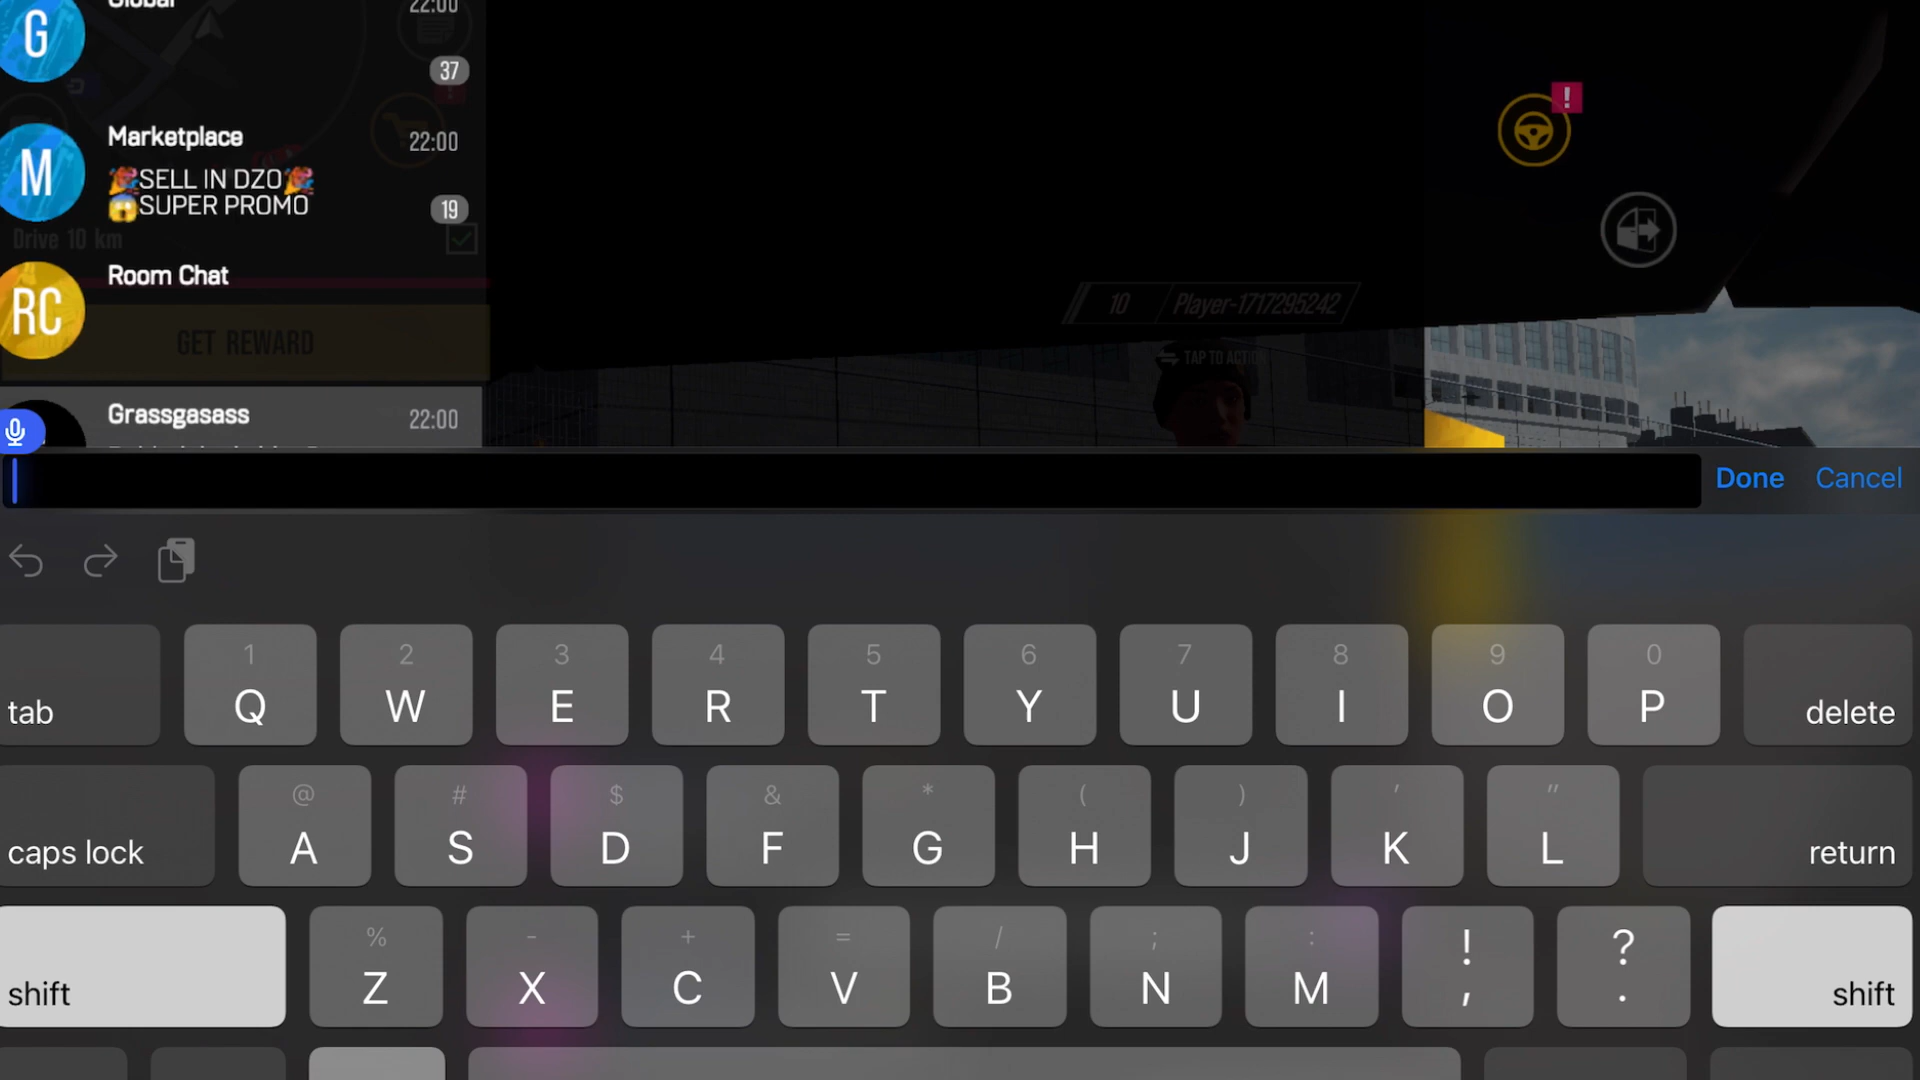 G
Global
22:00
37
M
Marketplace
22:00
🎉SELL IN DZO🎉
😱SUPER PROMO
19
Drive 10 km
RC
Room Chat
GET REWARD
Grassgasass
22:00
!
10 Player-1717295242
TAP TO ACTION
Done Cancel
1 2 3 4 5 6 7 8 9 0
tab Q W E R T Y U I O P delete
@ # $ & * ( ) ' "
caps lock A S D F G H J K L return
% - + = / ; : ! ?
shift Z X C V B N M , . shift